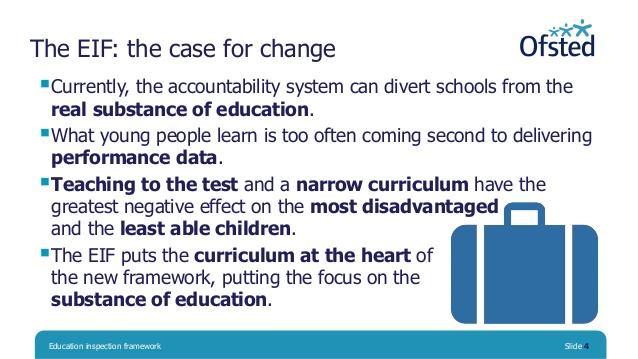 The EIF: the case for change
Ofsted
Currently, the accountability system can divert schools from the
real substance of education.
What young people learn is too often coming second to delivering
performance data.
Teaching to the test and a narrow curriculum have the
greatest negative effect on the most disadvantaged
and the least able children.
The EIF puts the curriculum at the heart of
the new framework, putting the focus on the
substance of education.
Education inspection framework
Slide 4